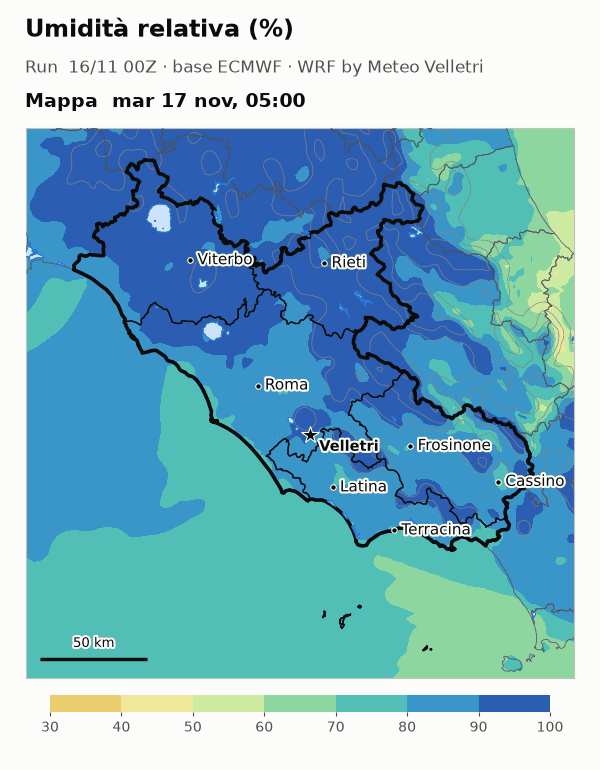 Umidità relativa (%)
Run  16/11 00Z · base ECMWF · WRF by Meteo Velletri
Mappa  mar 17 nov, 05:00
Viterbo
Rieti
Roma
Velletri
Frosinone
Cassino
Latina
Terracina
50 km
30 40 50 60 70 80 90 100